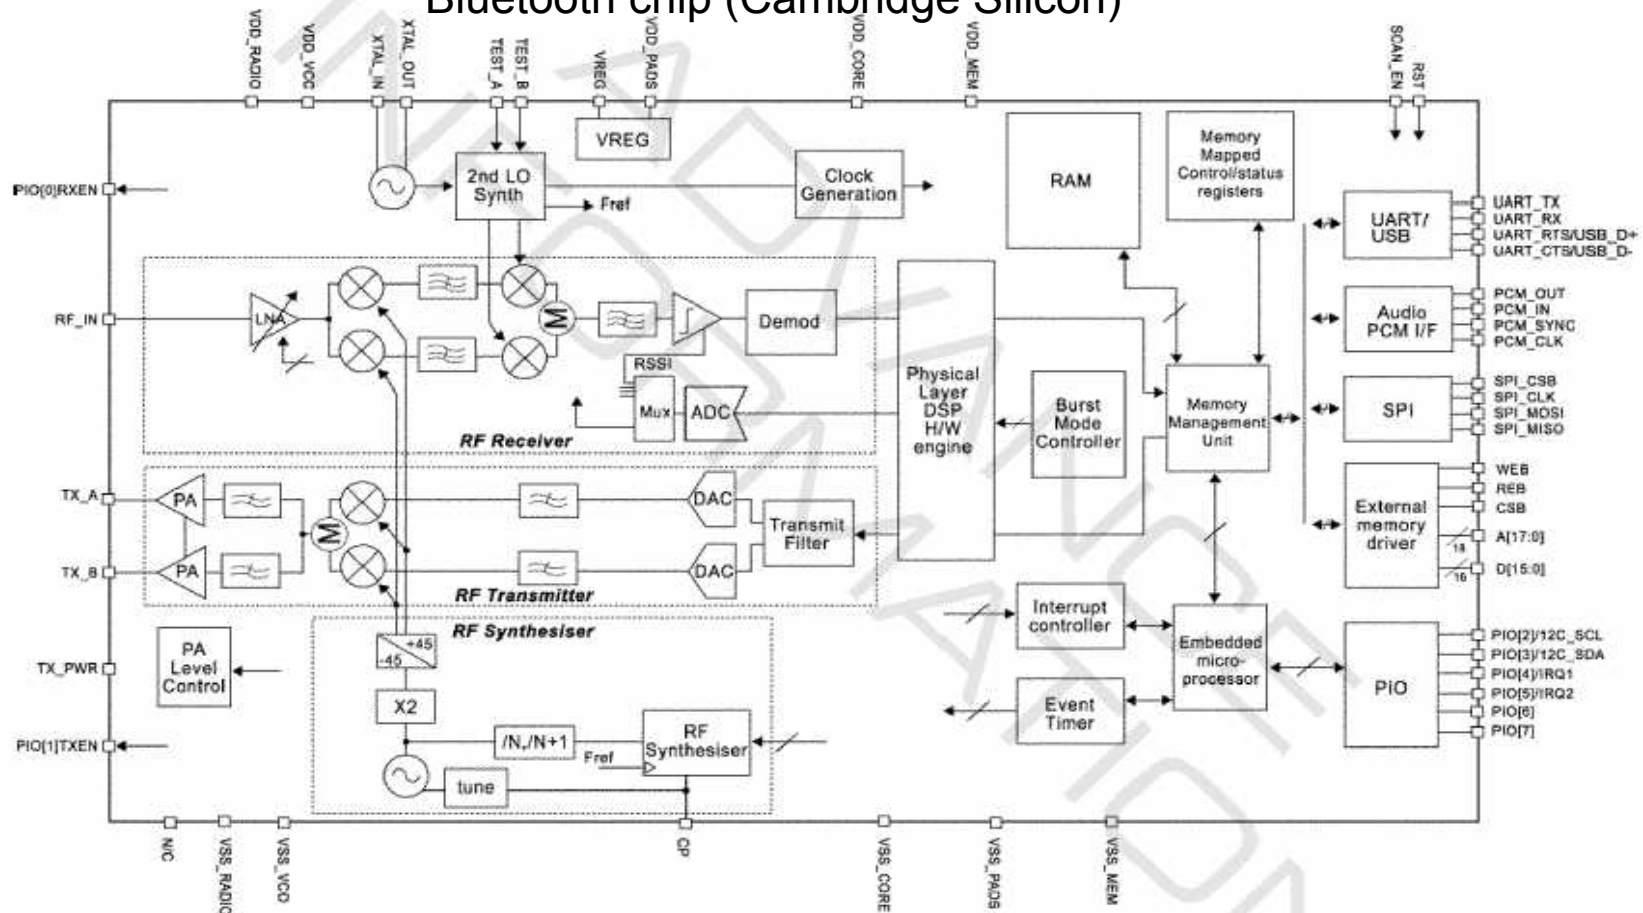 Bluetooth chip (Cambridge Silicon)
VDD_RADIO
VDD_VCO
XTAL_IN
XTAL_OUT
TEST_A
TEST_B
VREG
VDD_PADS
VDD_CORE
VDD_MEM
SCAN_EN
RST
ADVANCE
INFORMATION
VREG
2nd LO
Synth
Fref
Clock
Generation
RAM
Memory
Mapped
Control/status
registers
PIO[0]RXEN
RF_IN
TX_A
TX_B
TX_PWR
PIO[1]TXEN
LNA
M
Demod
RSSI
Mux
ADC
RF Receiver
Physical
Layer
DSP
H/W
engine
Burst
Mode
Controller
Memory
Management
Unit
UART/
USB
UART_TX
UART_RX
UART_RTS/USB_D+
UART_CTS/USB_D-
Audio
PCM I/F
PCM_OUT
PCM_IN
PCM_SYNC
PCM_CLK
SPI
SPI_CSB
SPI_CLK
SPI_MOSI
SPI_MISO
External
memory
driver
WEB
REB
CSB
18
A[17:0]
16
D[15:0]
PA
PA
M
DAC
DAC
Transmit
Filter
RF Transmitter
RF Synthesiser
PA
Level
Control
+45
-45
X2
/N,/N+1
Fref
RF
Synthesiser
tune
Interrupt
controller
Event
Timer
Embedded
micro-
processor
PIO
PIO[2]/12C_SCL
PIO[3]/12C_SDA
PIO[4]/IRQ1
PIO[5]/IRQ2
PIO[6]
PIO[7]
N/C
VSS_RADIO
VSS_VCO
CP
VSS_CORE
VSS_PADS
VSS_MEM